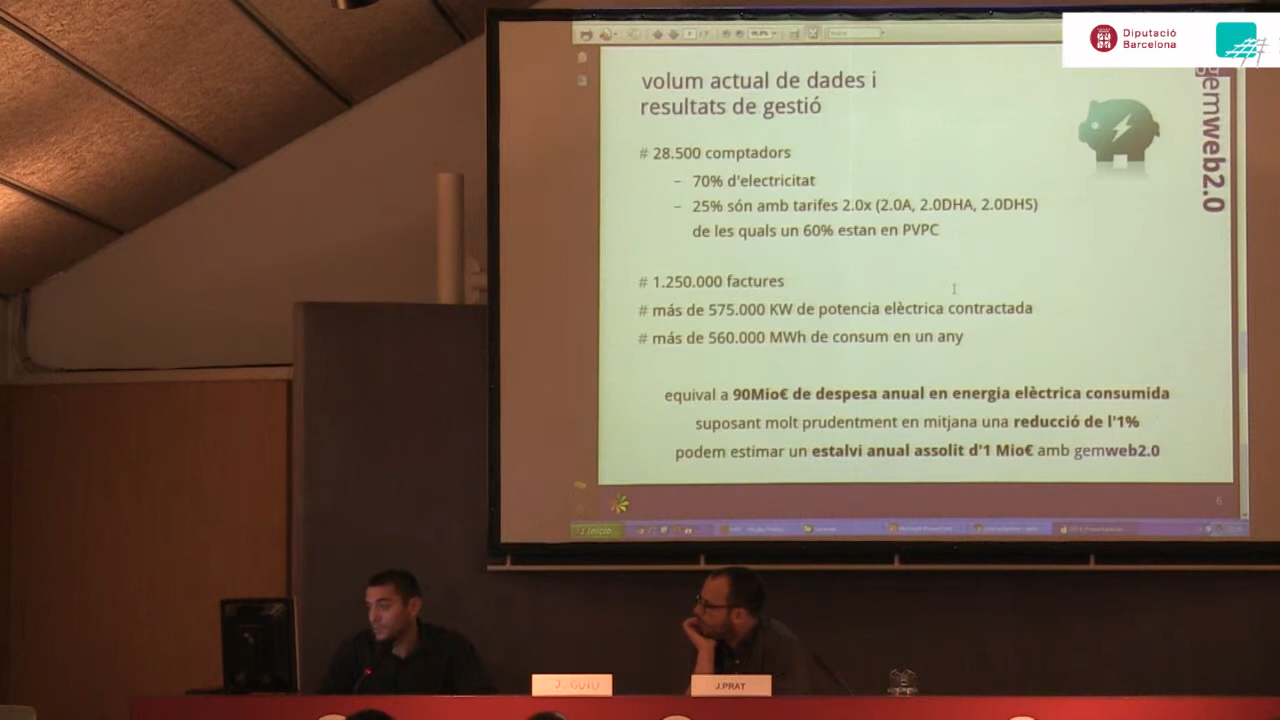 Diputació
Barcelona
volum actual de dades i
resultats de gestió
gemweb2.0
# 28.500 comptadors
– 70% d'electricitat
– 25% són amb tarifes 2.0x (2.0A, 2.0DHA, 2.0DHS)
de les quals un 60% estan en PVPC
# 1.250.000 factures
# más de 575.000 KW de potencia elèctrica contractada
# más de 560.000 MWh de consum en un any
equival a 90Mio€ de despesa anual en energia elèctrica consumida
suposant molt prudentment en mitjana una reducció de l'1%
podem estimar un estalvi anual assolit d'1 Mio€ amb gemweb2.0
6
J. GUIU
J.PRAT